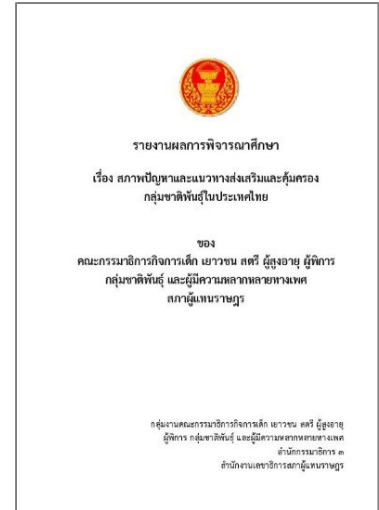 รายงานผลการพิจารณาศึกษา
เรื่อง สภาพปัญหาและแนวทางส่งเสริมและคุ้มครอง
กลุ่มชาติพันธุ์ในประเทศไทย
ของ
คณะกรรมาธิการกิจการเด็ก เยาวชน สตรี ผู้สูงอายุ ผู้พิการ
กลุ่มชาติพันธุ์ และผู้มีความหลากหลายทางเพศ
สภาผู้แทนราษฎร
กลุ่มงานคณะกรรมาธิการกิจการเด็ก เยาวชน สตรี ผู้สูงอายุ
ผู้พิการ กลุ่มชาติพันธุ์ และผู้มีความหลากหลายทางเพศ
สำนักกรรมาธิการ ๓
สำนักงานเลขาธิการสภาผู้แทนราษฎร